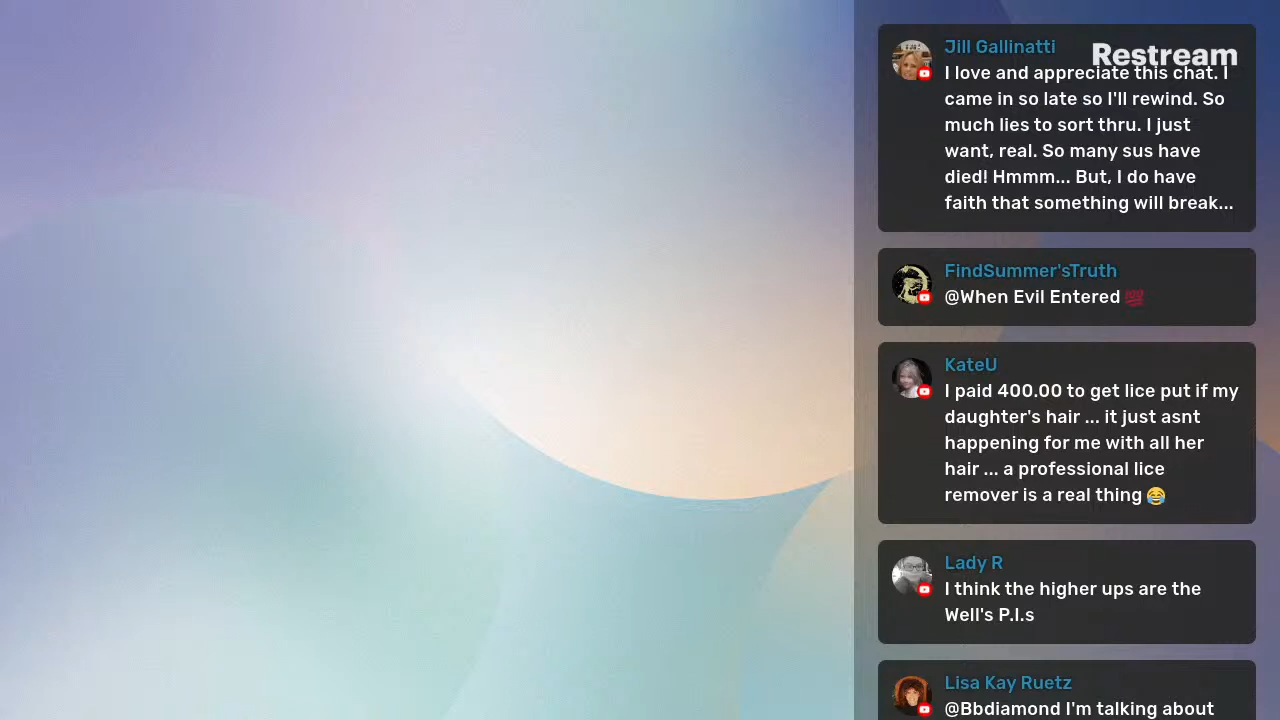 Jill Gallinatti
Restream
I love and appreciate this chat. I
came in so late so I'll rewind. So
much lies to sort thru. I just
want, real. So many sus have
died! Hmmm... But, I do have
faith that something will break...
FindSummer'sTruth
@When Evil Entered 💯
KateU
I paid 400.00 to get lice put if my
daughter's hair ... it just asnt
happening for me with all her
hair ... a professional lice
remover is a real thing 😂
Lady R
I think the higher ups are the
Well's P.I.s
Lisa Kay Ruetz
@Bbdiamond I'm talking about